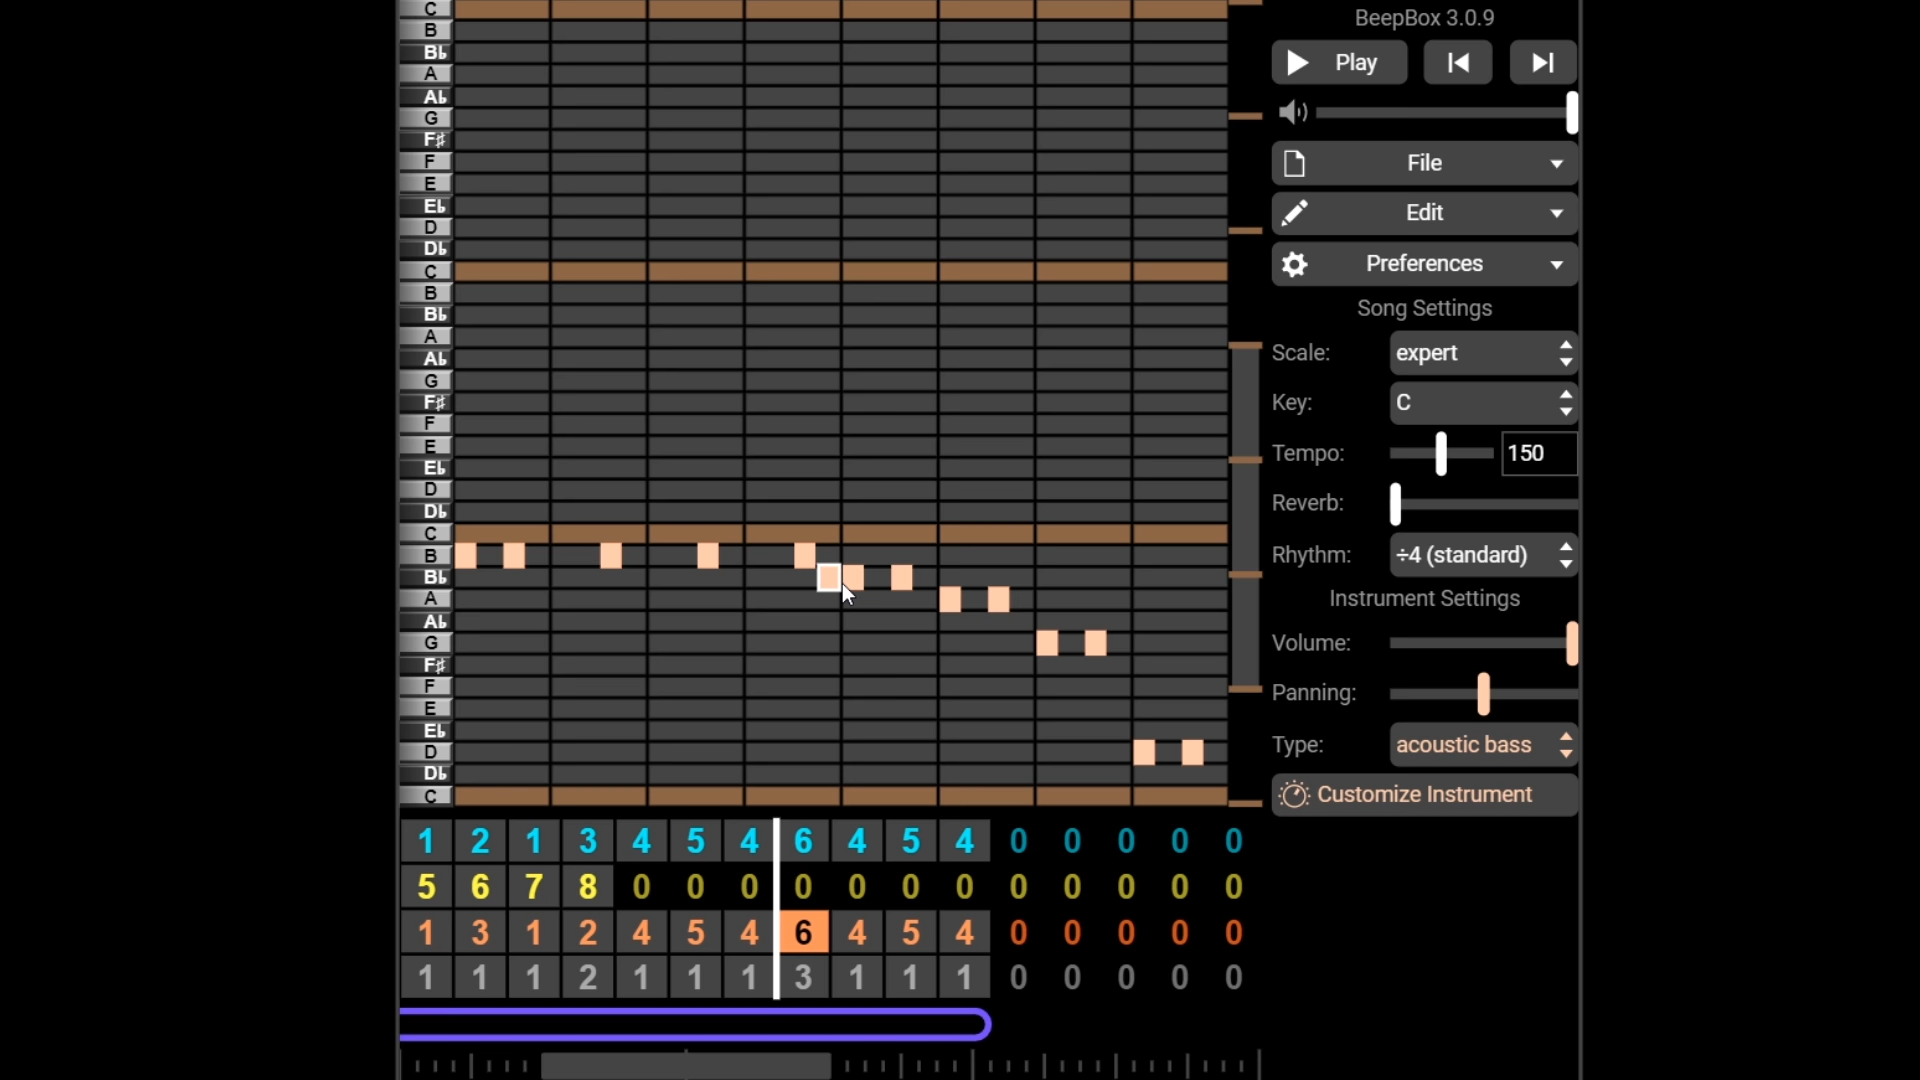 BeepBox 3.0.9
Play
File
Edit
Preferences
Song Settings
Scale: expert
Key: C
Tempo: 150
Reverb:
Rhythm: ÷4 (standard)
Instrument Settings
Volume:
Panning:
Type: acoustic bass
Customize Instrument
C
B
B♭
A
A♭
G
F♯
F
E
E♭
D
D♭
C
B
B♭
A
A♭
G
F♯
F
E
E♭
D
D♭
C
B
B♭
A
A♭
G
F♯
F
E
E♭
D
D♭
C
1 2 1 3 4 5 4 6 4 5 4 0 0 0 0 0
5 6 7 8 0 0 0 0 0 0 0 0 0 0 0 0
1 3 1 2 4 5 4 6 4 5 4 0 0 0 0 0
1 1 1 2 1 1 1 3 1 1 1 0 0 0 0 0